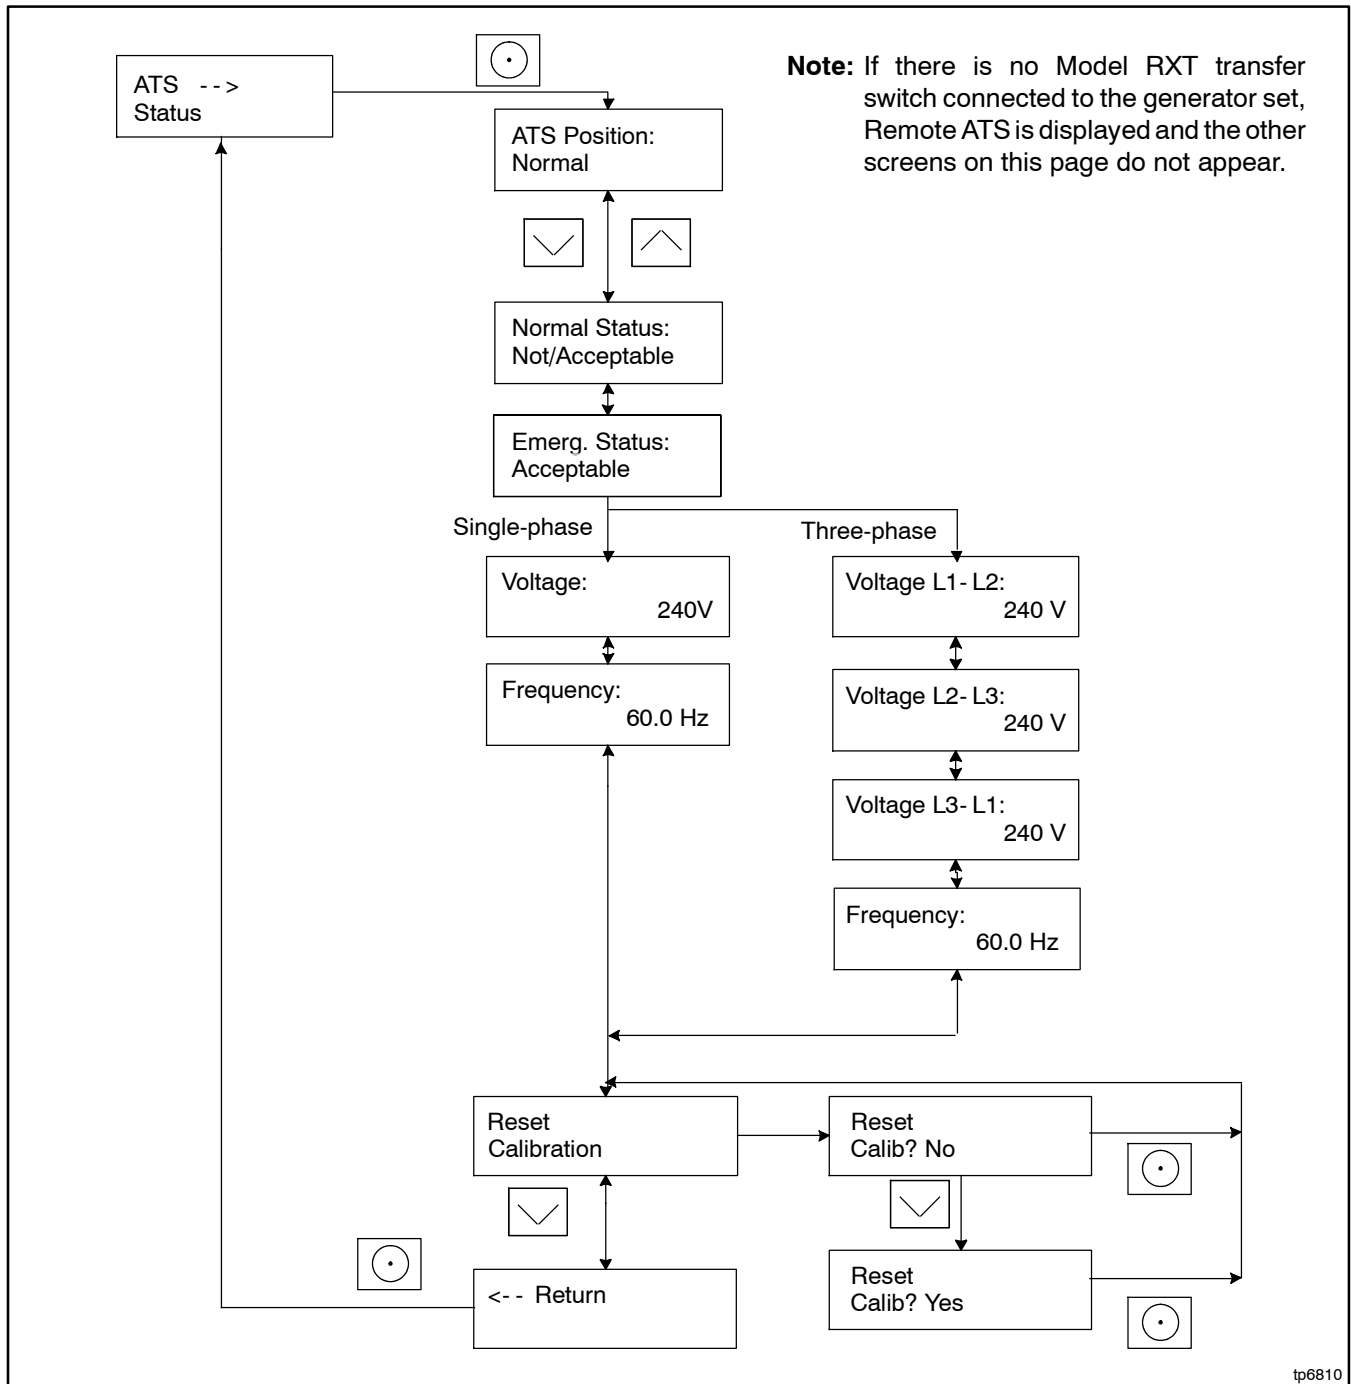 ATS -->
Status
Note: If there is no Model RXT transfer
switch connected to the generator set,
Remote ATS is displayed and the other
screens on this page do not appear.
ATS Position:
Normal
Normal Status:
Not/Acceptable
Emerg. Status:
Acceptable
Single-phase
Three-phase
Voltage:
240V
Frequency:
60.0 Hz
Voltage L1-L2:
240 V
Voltage L2-L3:
240 V
Voltage L3-L1:
240 V
Frequency:
60.0 Hz
Reset
Calibration
Reset
Calib? No
<-- Return
Reset
Calib? Yes
tp6810